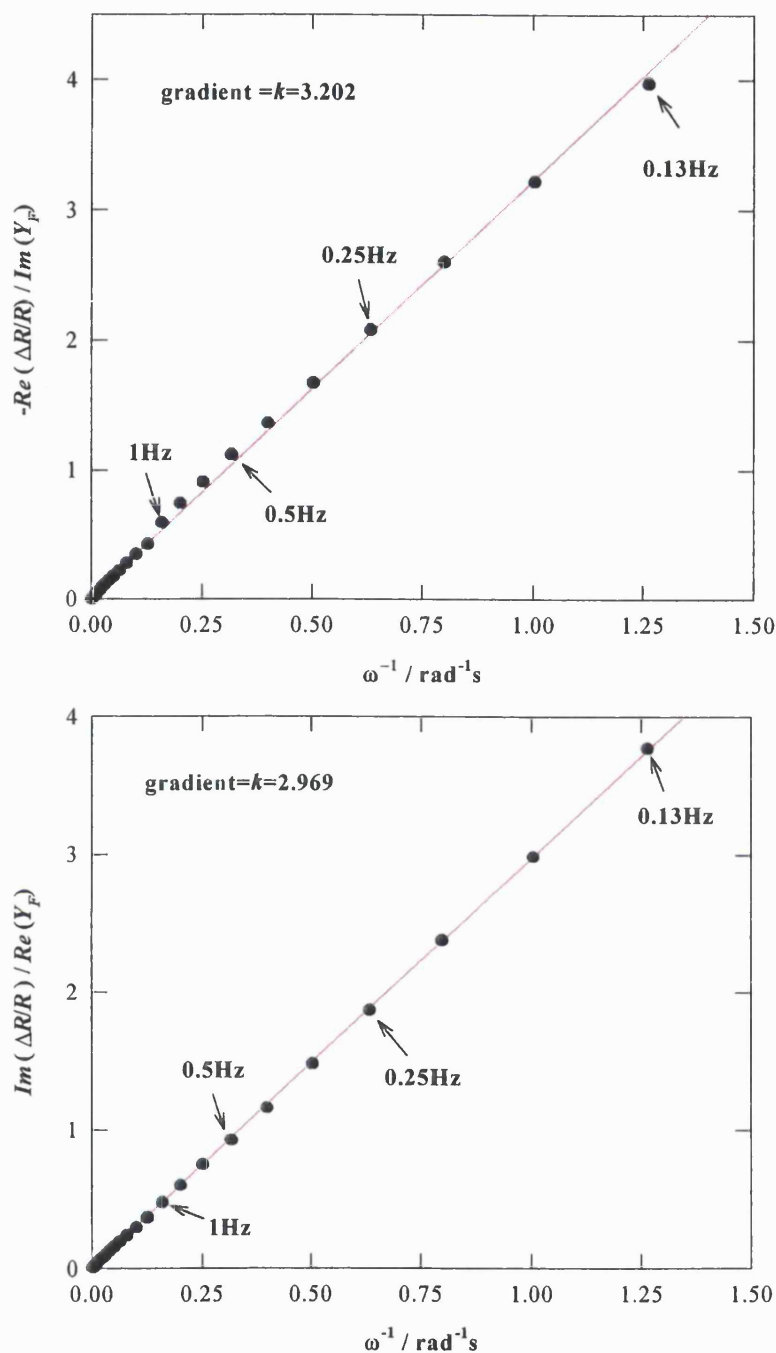 4
gradient =k=3.202
0.13Hz
3
0.25Hz
2
1Hz
1
0.5Hz
0
0.00 0.25 0.50 0.75 1.00 1.25 1.50
-Re (ΔR/R) / Im (Y_F)
ω⁻¹ / rad⁻¹s
4
gradient=k=2.969
0.13Hz
3
2
0.5Hz
0.25Hz
1
1Hz
0
0.00 0.25 0.50 0.75 1.00 1.25 1.50
Im (ΔR/R) / Re (Y_F)
ω⁻¹ / rad⁻¹s